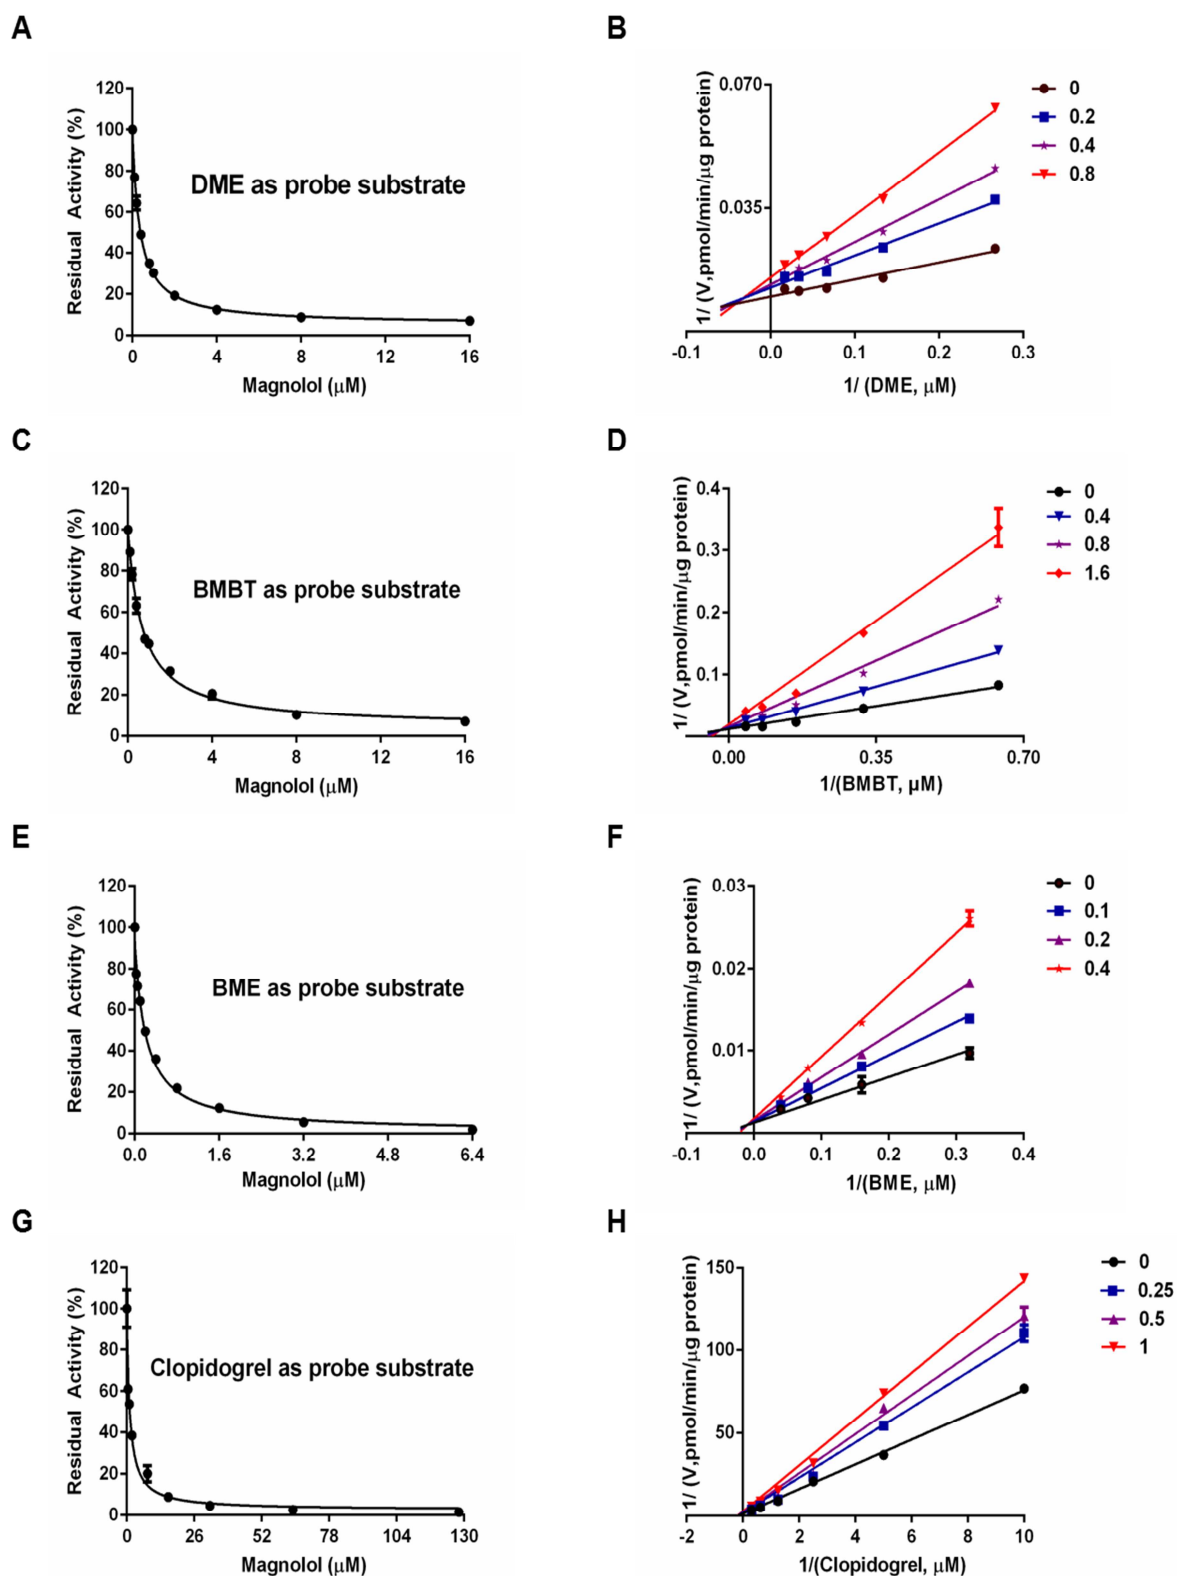 A
120
100
80
60
40
20
0
Residual Activity (%)
DME as probe substrate
0 4 8 12 16
Magnolol (μM)
B
0.070
0.035
1/ (V,pmol/min/μg protein)
0
0.2
0.4
0.8
-0.1 0.0 0.1 0.2 0.3
1/ (DME, μM)
C
120
100
80
60
40
20
0
Residual Activity (%)
BMBT as probe substrate
0 4 8 12 16
Magnolol (μM)
D
0.4
0.3
0.2
0.1
1/ (V,pmol/min/μg protein)
0
0.4
0.8
1.6
0.00 0.35 0.70
1/(BMBT, μM)
E
120
100
80
60
40
20
0
Residual Activity (%)
BME as probe substrate
0.0 1.6 3.2 4.8 6.4
Magnolol (μM)
F
0.03
0.02
0.01
1/ (V,pmol/min/μg protein)
0
0.1
0.2
0.4
-0.1 0.0 0.1 0.2 0.3 0.4
1/(BME, μM)
G
120
100
80
60
40
20
0
Residual Activity (%)
Clopidogrel as probe substrate
0 26 52 78 104 130
Magnolol (μM)
H
150
100
50
1/ (V,pmol/min/μg protein)
0
0.25
0.5
1
-2 0 2 4 6 8 10
1/(Clopidogrel, μM)